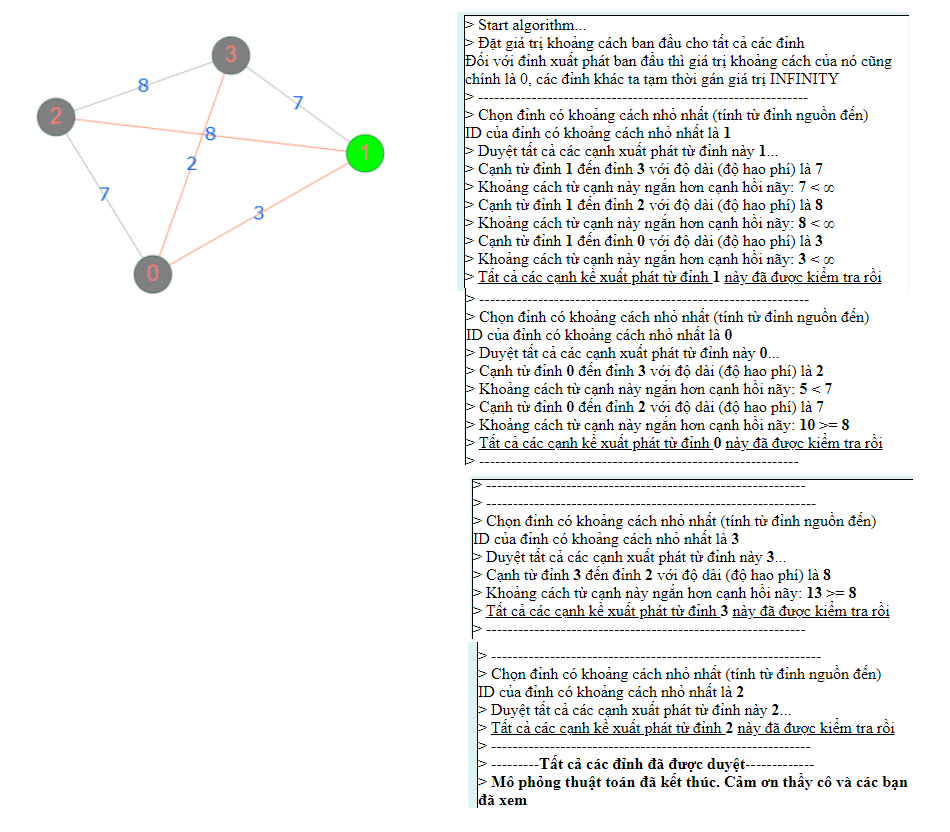 3
8
7
2
8
1
2
7
3
0
> Start algorithm...
> Đặt giá trị khoảng cách ban đầu cho tất cả các đỉnh
Đối với đỉnh xuất phát ban đầu thì giá trị khoảng cách của nó cũng
chính là 0, các đỉnh khác ta tạm thời gán giá trị INFINITY
> -------------------------------------------------------------
> Chọn đỉnh có khoảng cách nhỏ nhất (tính từ đỉnh nguồn đến)
ID của đỉnh có khoảng cách nhỏ nhất là 1
> Duyệt tất cả các cạnh xuất phát từ đỉnh này 1...
> Cạnh từ đỉnh 1 đến đỉnh 3 với độ dài (độ hao phí) là 7
> Khoảng cách từ cạnh này ngắn hơn cạnh hồi nãy: 7 < ∞
> Cạnh từ đỉnh 1 đến đỉnh 2 với độ dài (độ hao phí) là 8
> Khoảng cách từ cạnh này ngắn hơn cạnh hồi nãy: 8 < ∞
> Cạnh từ đỉnh 1 đến đỉnh 0 với độ dài (độ hao phí) là 3
> Khoảng cách từ cạnh này ngắn hơn cạnh hồi nãy: 3 < ∞
> Tất cả các cạnh kề xuất phát từ đỉnh 1 này đã được kiểm tra rồi
> -------------------------------------------------------------
> Chọn đỉnh có khoảng cách nhỏ nhất (tính từ đỉnh nguồn đến)
ID của đỉnh có khoảng cách nhỏ nhất là 0
> Duyệt tất cả các cạnh xuất phát từ đỉnh này 0...
> Cạnh từ đỉnh 0 đến đỉnh 3 với độ dài (độ hao phí) là 2
> Khoảng cách từ cạnh này ngắn hơn cạnh hồi nãy: 5 < 7
> Cạnh từ đỉnh 0 đến đỉnh 2 với độ dài (độ hao phí) là 7
> Khoảng cách từ cạnh này ngắn hơn cạnh hồi nãy: 10 >= 8
> Tất cả các cạnh kề xuất phát từ đỉnh 0 này đã được kiểm tra rồi
> -----------------------------------------------------------
> -----------------------------------------------------------
> -------------------------------------------------------------
> Chọn đỉnh có khoảng cách nhỏ nhất (tính từ đỉnh nguồn đến)
ID của đỉnh có khoảng cách nhỏ nhất là 3
> Duyệt tất cả các cạnh xuất phát từ đỉnh này 3...
> Cạnh từ đỉnh 3 đến đỉnh 2 với độ dài (độ hao phí) là 8
> Khoảng cách từ cạnh này ngắn hơn cạnh hồi nãy: 13 >= 8
> Tất cả các cạnh kề xuất phát từ đỉnh 3 này đã được kiểm tra rồi
> -----------------------------------------------------------
> -------------------------------------------------------------
> Chọn đỉnh có khoảng cách nhỏ nhất (tính từ đỉnh nguồn đến)
ID của đỉnh có khoảng cách nhỏ nhất là 2
> Duyệt tất cả các cạnh xuất phát từ đỉnh này 2...
> Tất cả các cạnh kề xuất phát từ đỉnh 2 này đã được kiểm tra rồi
> -----------------------------------------------------------
> ---------Tất cả các đỉnh đã được duyệt-------------
> Mô phỏng thuật toán đã kết thúc. Cảm ơn thầy cô và các bạn
đã xem